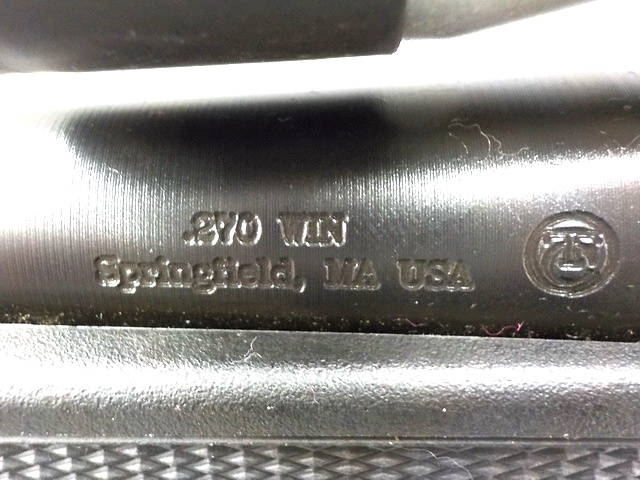 .270 WIN
Springfield, MA USA